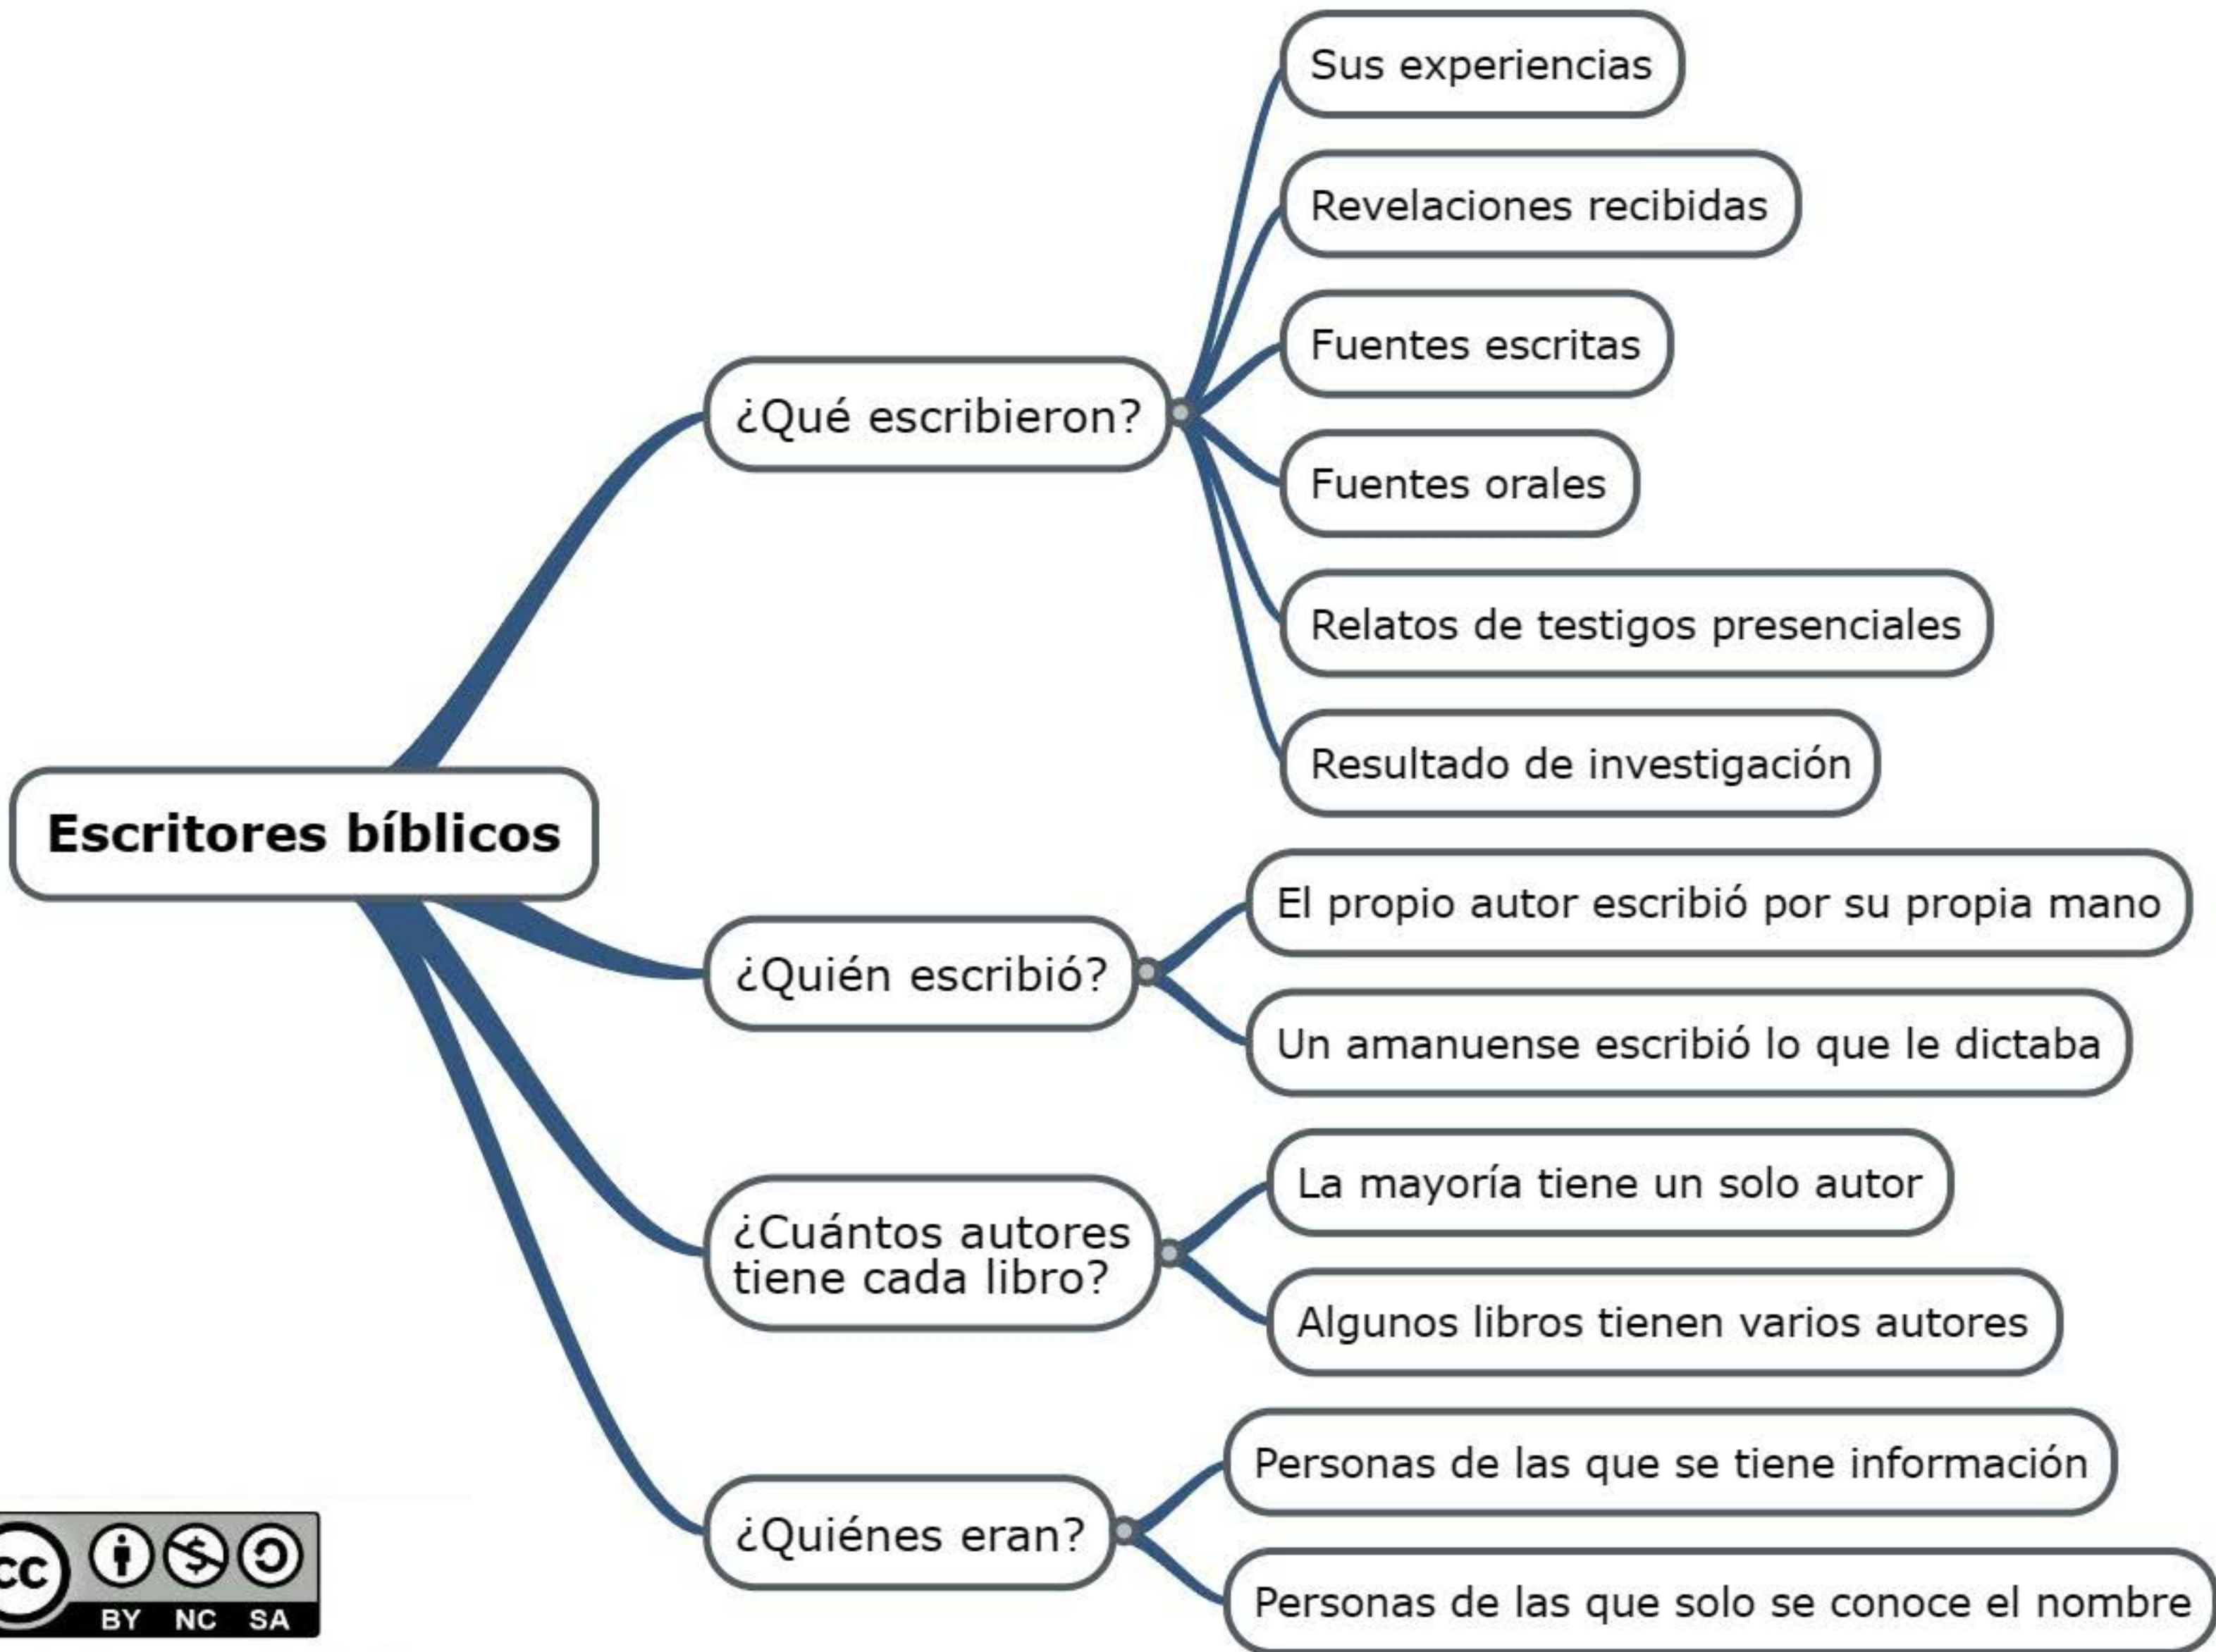 Escritores bíblicos
¿Qué escribieron?
Sus experiencias
Revelaciones recibidas
Fuentes escritas
Fuentes orales
Relatos de testigos presenciales
Resultado de investigación
¿Quién escribió?
El propio autor escribió por su propia mano
Un amanuense escribió lo que le dictaba
¿Cuántos autores
tiene cada libro?
La mayoría tiene un solo autor
Algunos libros tienen varios autores
¿Quiénes eran?
Personas de las que se tiene información
Personas de las que solo se conoce el nombre
cc
BY NC SA